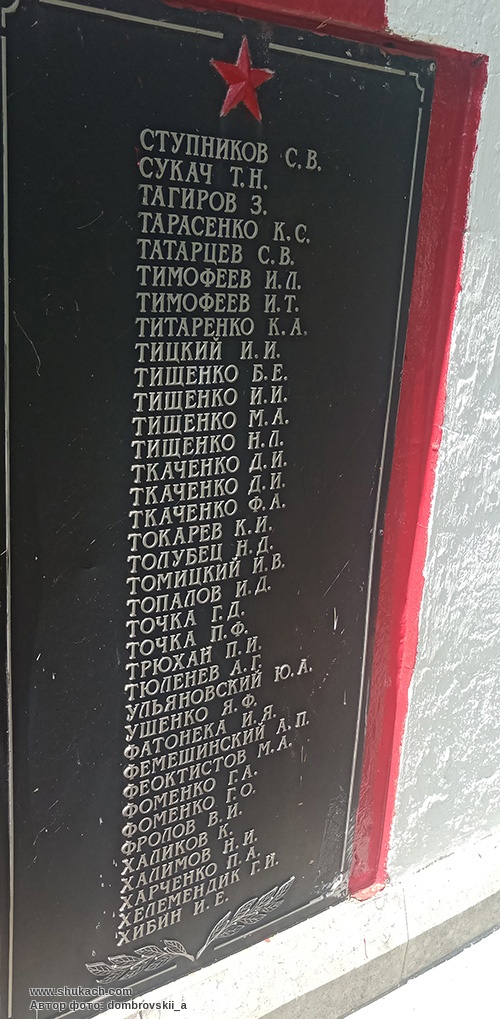 СТУПНИКОВ С.В.
СУКАЧ Т.Н.
ТАГИРОВ З.
ТАРАСЕНКО К.С.
ТАТАРЦЕВ С.В.
ТИМОФЕЕВ И.Л.
ТИМОФЕЕВ И.Т.
ТИТАРЕНКО К.А.
ТИЦКИЙ И.И.
ТИЩЕНКО Б.Е.
ТИЩЕНКО И.И.
ТИЩЕНКО М.А.
ТИЩЕНКО Н.Л.
ТКАЧЕНКО Д.И.
ТКАЧЕНКО Д.И.
ТКАЧЕНКО Ф.А.
ТОКАРЕВ К.И.
ТОЛУБЕЦ Н.Д.
ТОМИЦКИЙ И.В.
ТОПАЛОВ И.Д.
ТОЧКА Г.Д.
ТОЧКА П.Ф.
ТРЮХАН П.И.
ТЮЛЕНЕВ А.Г.
УЛЬЯНОВСКИЙ Ю.А.
УШЕНКО Я.Ф.
ФАТОНЕКА И.Я.
ФЕМЕШИНСКИЙ А.П.
ФЕОКТИСТОВ М.А.
ФОМЕНКО Г.А.
ФОМЕНКО Г.О.
ФРОЛОВ В.И.
ХАЛИКОВ К.
ХАЛИМОВ Н.И.
ХАРЧЕНКО П.А.
ХЕЛЕМЕНДИК Г.И.
ХИБИН И.Е.
www.shukach.com
Автор фото: dombrovskii_a